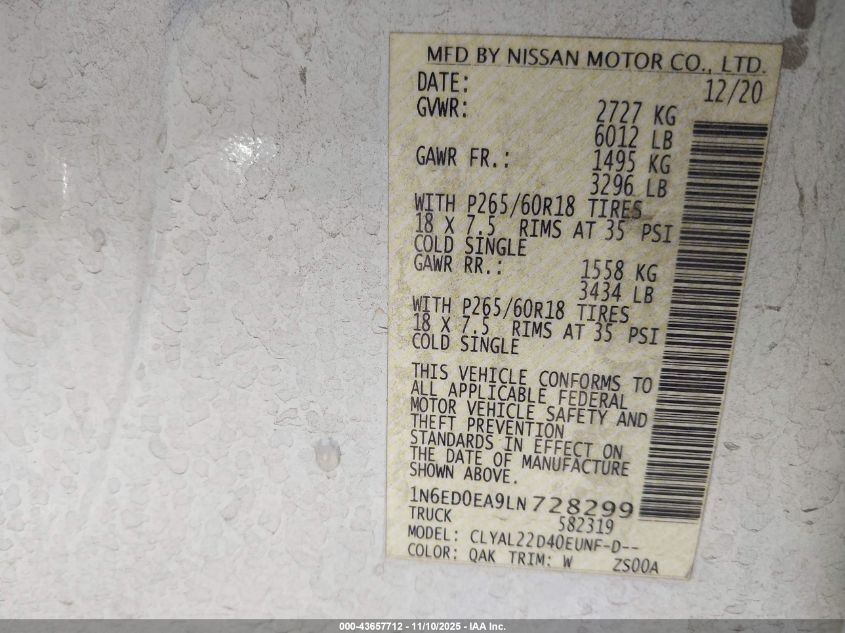 MFD BY NISSAN MOTOR CO., LTD.
DATE: 12/20
GVWR: 2727 KG
6012 LB
GAWR FR.: 1495 KG
3296 LB
WITH P265/60R18 TIRES
18 X 7.5 RIMS AT 35 PSI
COLD SINGLE
GAWR RR.: 1558 KG
3434 LB
WITH P265/60R18 TIRES
18 X 7.5 RIMS AT 35 PSI
COLD SINGLE
THIS VEHICLE CONFORMS TO
ALL APPLICABLE FEDERAL
MOTOR VEHICLE SAFETY AND
THEFT PREVENTION
STANDARDS IN EFFECT ON
THE DATE OF MANUFACTURE
SHOWN ABOVE.
1N6ED0EA9LN728299
TRUCK 582319
MODEL: CLYAL22D40EUNF-D--
COLOR: QAK TRIM: W ZS00A
000-43657712 - 11/10/2025 - IAA Inc.